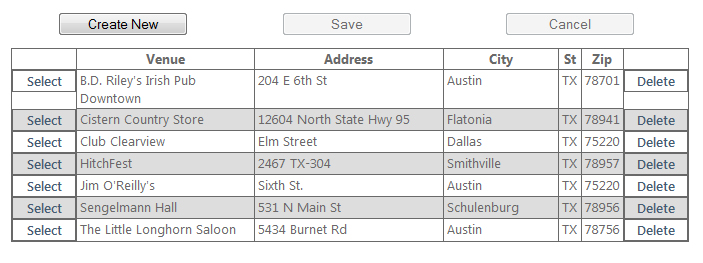 Create New Save Cancel
Venue Address City St Zip
Select B.D. Riley's Irish Pub 204 E 6th St Austin TX 78701 Delete
Downtown
Select Cistern Country Store 12604 North State Hwy 95 Flatonia TX 78941 Delete
Select Club Clearview Elm Street Dallas TX 75220 Delete
Select HitchFest 2467 TX-304 Smithville TX 78957 Delete
Select Jim O'Reilly's Sixth St. Austin TX 75220 Delete
Select Sengelmann Hall 531 N Main St Schulenburg TX 78956 Delete
Select The Little Longhorn Saloon 5434 Burnet Rd Austin TX 78756 Delete